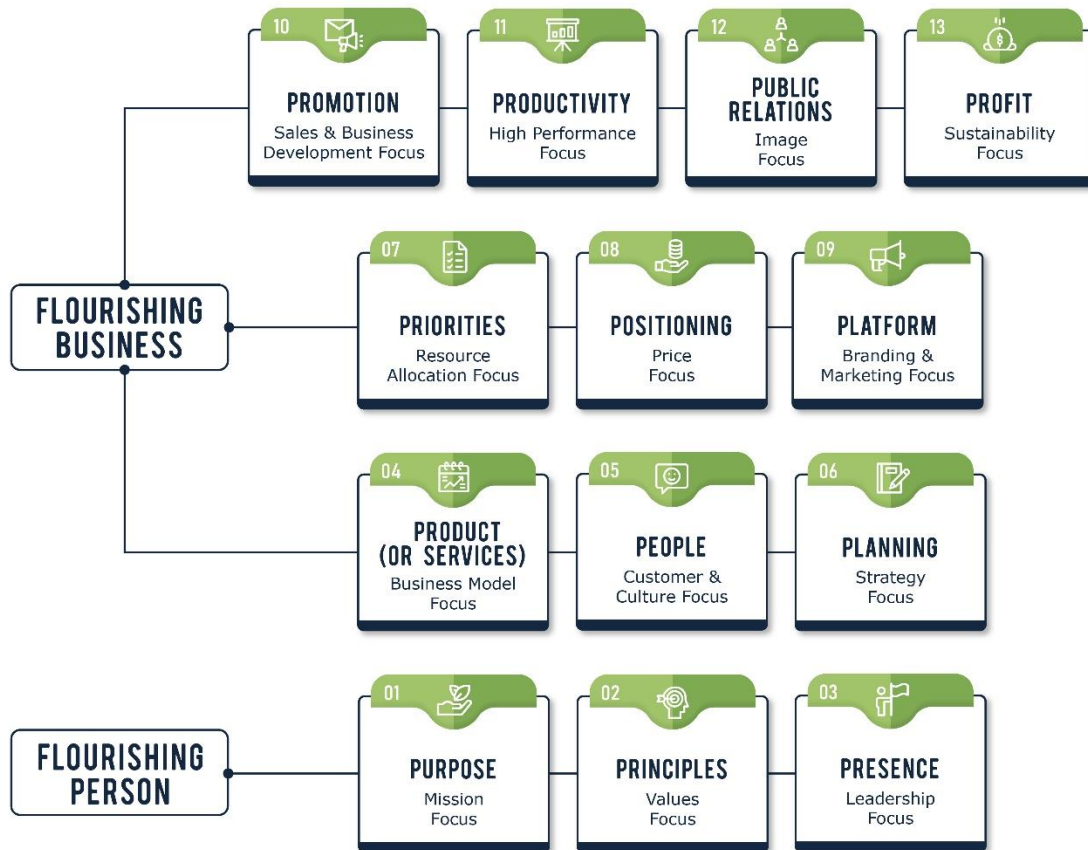 10
PROMOTION
Sales & Business
Development Focus
11
PRODUCTIVITY
High Performance
Focus
12
PUBLIC
RELATIONS
Image
Focus
13
PROFIT
Sustainability
Focus
FLOURISHING
BUSINESS
07
PRIORITIES
Resource
Allocation Focus
08
POSITIONING
Price
Focus
09
PLATFORM
Branding &
Marketing Focus
04
PRODUCT
(OR SERVICES)
Business Model
Focus
05
PEOPLE
Customer &
Culture Focus
06
PLANNING
Strategy
Focus
FLOURISHING
PERSON
01
PURPOSE
Mission
Focus
02
PRINCIPLES
Values
Focus
03
PRESENCE
Leadership
Focus